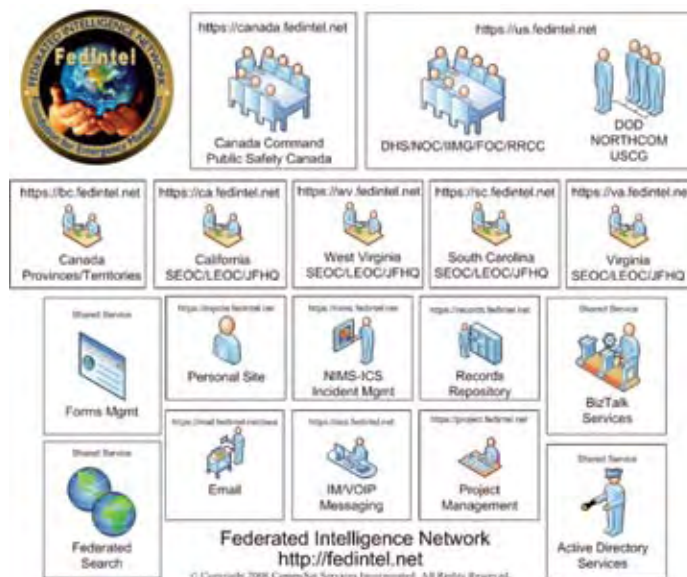 FEDERATED INTELLIGENCE NETWORK
FedIntel
https://canada.fedintel.net
Canada Command
Public Safety Canada
https://us.fedintel.net
DHS/NOC/IIMG/FOC/RRCC
DOD
NORTHCOM
USCG
https://bc.fedintel.net
Canada
Provinces/Territories
https://ca.fedintel.net
California
SEOC/LEOC/JFHQ
https://wv.fedintel.net
West Virginia
SEOC/LEOC/JFHQ
https://sc.fedintel.net
South Carolina
SEOC/LEOC/JFHQ
https://va.fedintel.net
Virginia
SEOC/LEOC/JFHQ
Shared Service
Forms Mgmt
Personal Site
NIMS-ICS
Incident Mgmt
https://records.fedintel.net
Records
Repository
Shared Service
BizTalk
Services
Shared Service
Federated
Search
Email
IM/VOIP
Messaging
https://project.fedintel.net
Project
Management
Shared Service
Active Directory
Services
Federated Intelligence Network
http://fedintel.net